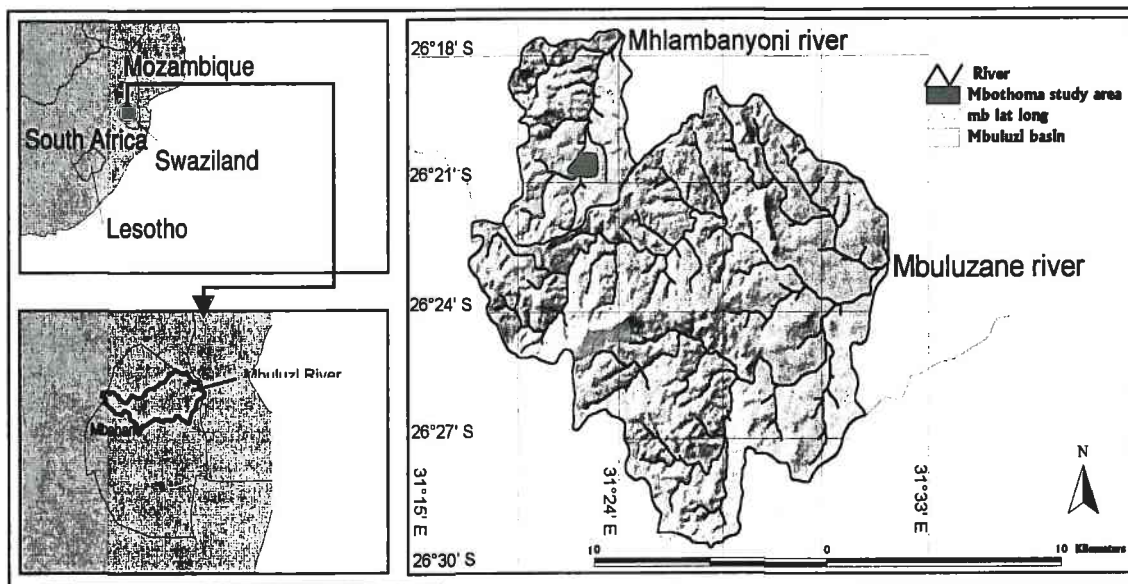 Mozambique
South Africa
Swaziland
Lesotho
Mbuluzi River
Mhlambanyoni river
Mbuluzane river
River
Mbothoma study area
mb lat long
Mbuluzi basin
26°18' S
26°21' S
26°24' S
26°27' S
26°30' S
31°15' E
31°24' E
31°33' E
N
10
0
10 Kilometers